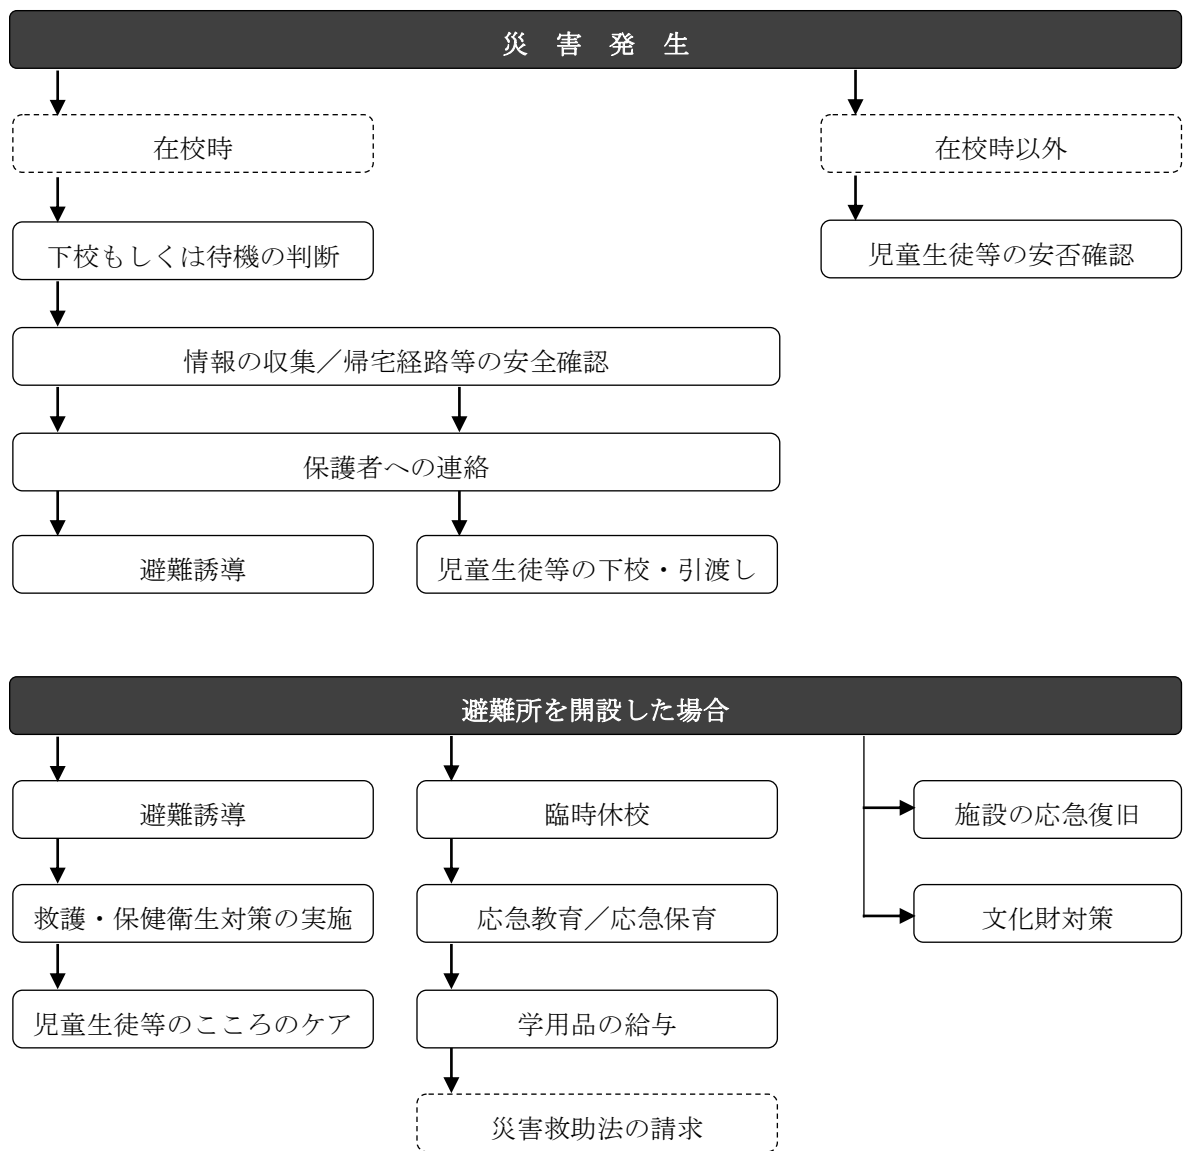 災害発生
在校時
在校時以外
下校もしくは待機の判断
児童生徒等の安否確認
情報の収集／帰宅経路等の安全確認
保護者への連絡
避難誘導
児童生徒等の下校・引渡し
避難所を開設した場合
避難誘導
臨時休校
施設の応急復旧
救護・保健衛生対策の実施
応急教育／応急保育
文化財対策
児童生徒等のこころのケア
学用品の給与
災害救助法の請求